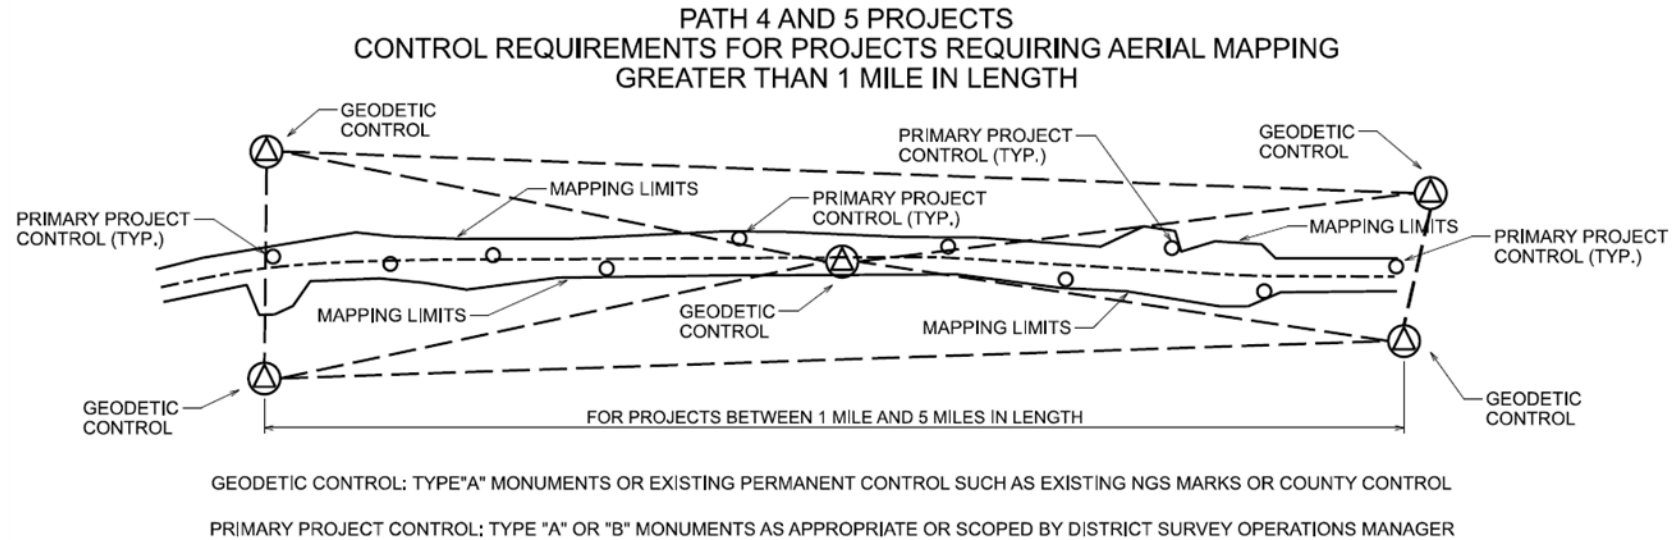 PATH 4 AND 5 PROJECTS
CONTROL REQUIREMENTS FOR PROJECTS REQUIRING AERIAL MAPPING
GREATER THAN 1 MILE IN LENGTH
GEODETIC
CONTROL
PRIMARY PROJECT
CONTROL (TYP.)
GEODETIC
CONTROL
MAPPING LIMITS
PRIMARY PROJECT
CONTROL (TYP.)
PRIMARY PROJECT
CONTROL (TYP.)
MAPPING LIMITS
PRIMARY PROJECT
CONTROL (TYP.)
MAPPING LIMITS
GEODETIC
CONTROL
MAPPING LIMITS
GEODETIC
CONTROL
GEODETIC
CONTROL
FOR PROJECTS BETWEEN 1 MILE AND 5 MILES IN LENGTH
GEODETIC CONTROL: TYPE"A" MONUMENTS OR EXISTING PERMANENT CONTROL SUCH AS EXISTING NGS MARKS OR COUNTY CONTROL
PRIMARY PROJECT CONTROL: TYPE "A" OR "B" MONUMENTS AS APPROPRIATE OR SCOPED BY DISTRICT SURVEY OPERATIONS MANAGER